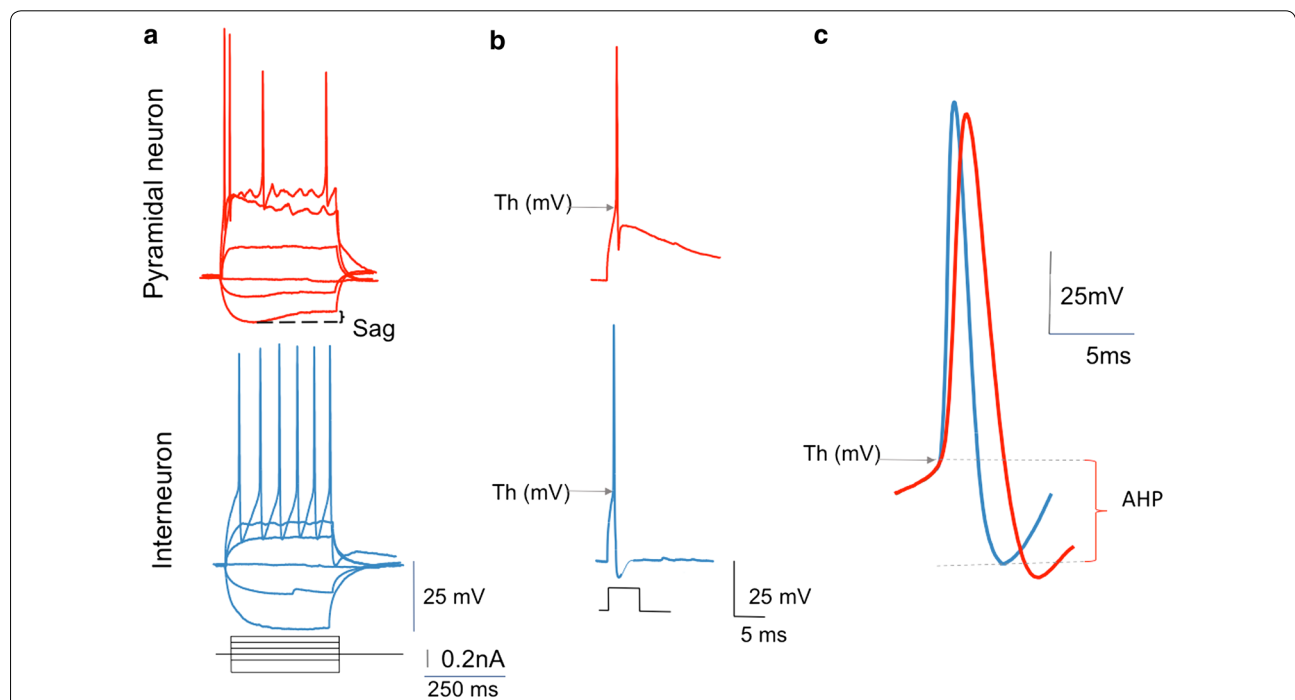 a
Pyramidal neuron
Sag
Interneuron
25 mV
0.2nA
250 ms
b
Th (mV)
Th (mV)
25 mV
5 ms
c
25mV
5ms
Th (mV)
AHP